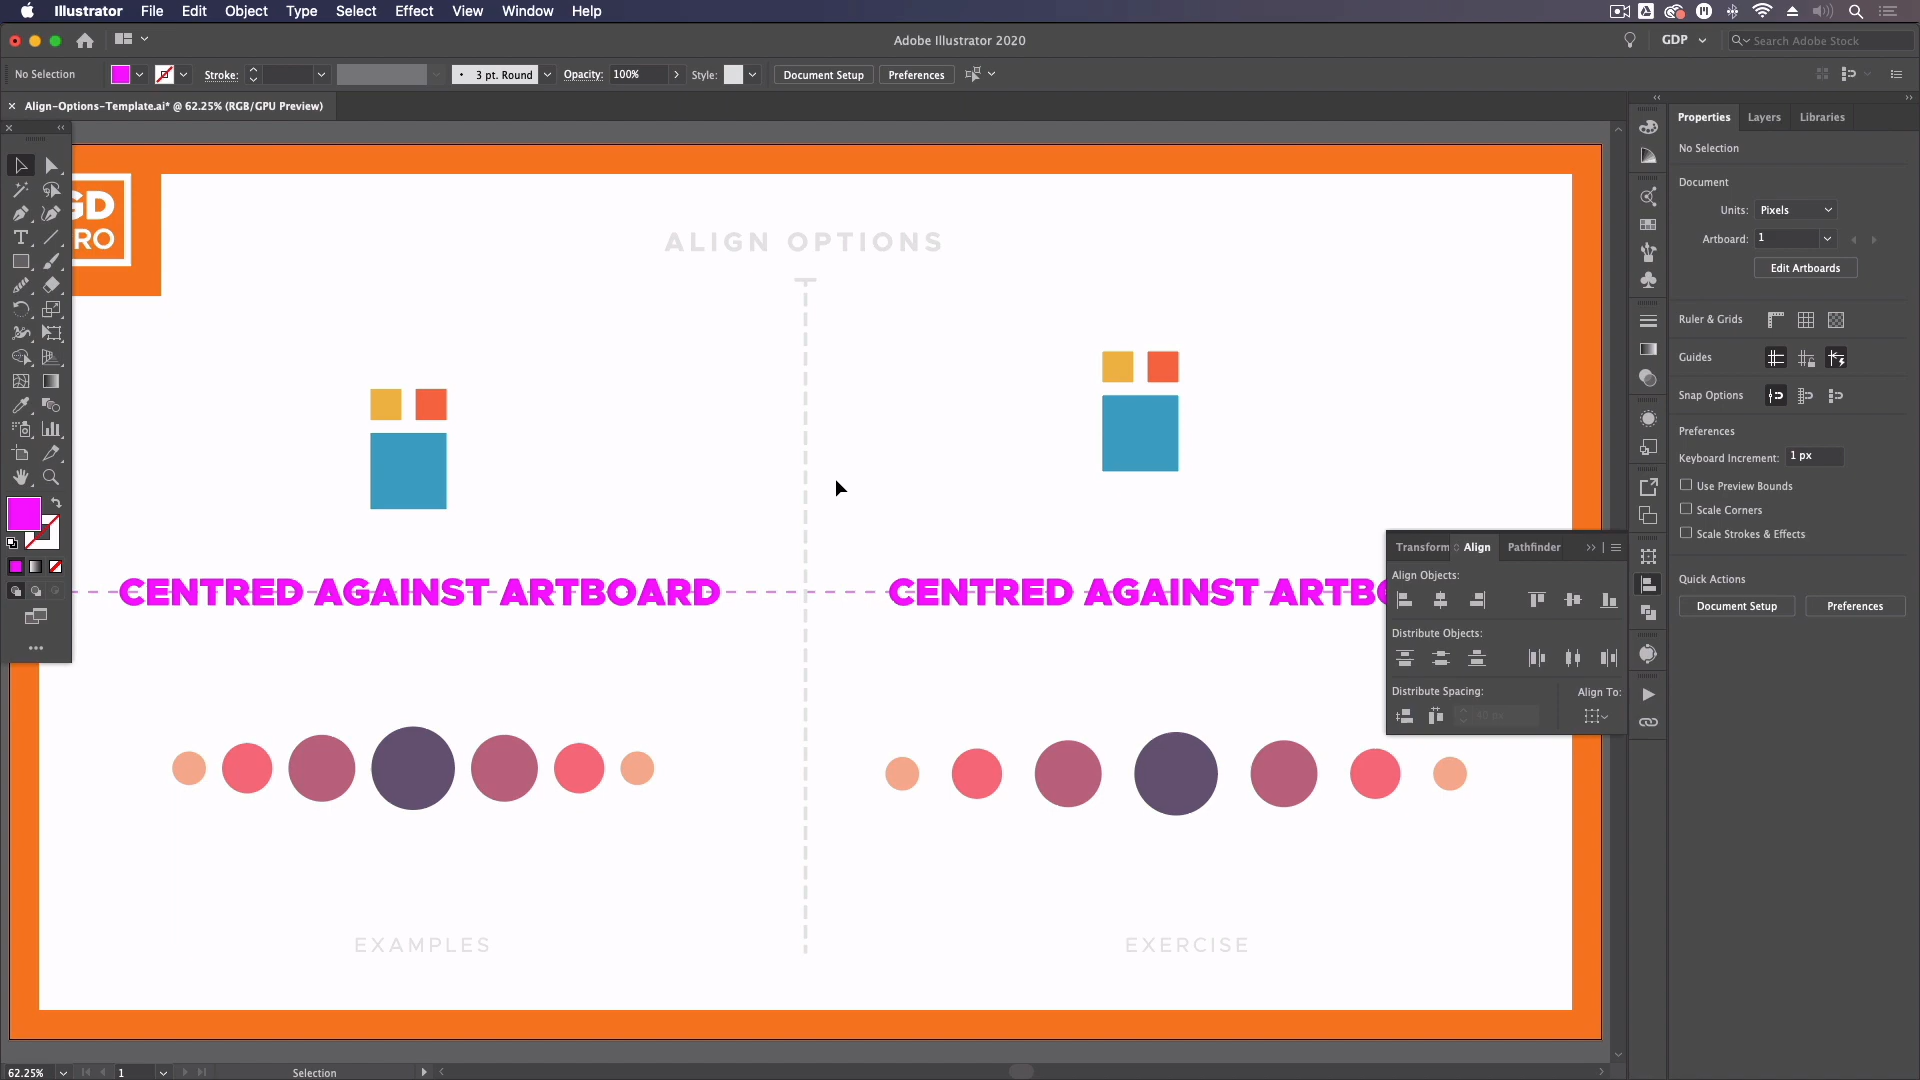 Illustrator File Edit Object Type Select Effect View Window Help
Adobe Illustrator 2020
GDP
Search Adobe Stock
No Selection
Stroke:
3 pt. Round
Opacity: 100%
Style:
Document Setup
Preferences
Align-Options-Template.ai* @ 62.25% (RGB/GPU Preview)
GD
RO
ALIGN OPTIONS
CENTRED AGAINST ARTBOARD
CENTRED AGAINST ARTBO
EXAMPLES
EXERCISE
Transform Align Pathfinder
Align Objects:
Distribute Objects:
Distribute Spacing:
Align To:
40 px
Properties Layers Libraries
No Selection
Document
Units: Pixels
Artboard: 1
Edit Artboards
Ruler & Grids
Guides
Snap Options
Preferences
Keyboard Increment: 1 px
Use Preview Bounds
Scale Corners
Scale Strokes & Effects
Quick Actions
Document Setup
Preferences
62.25%
1
Selection